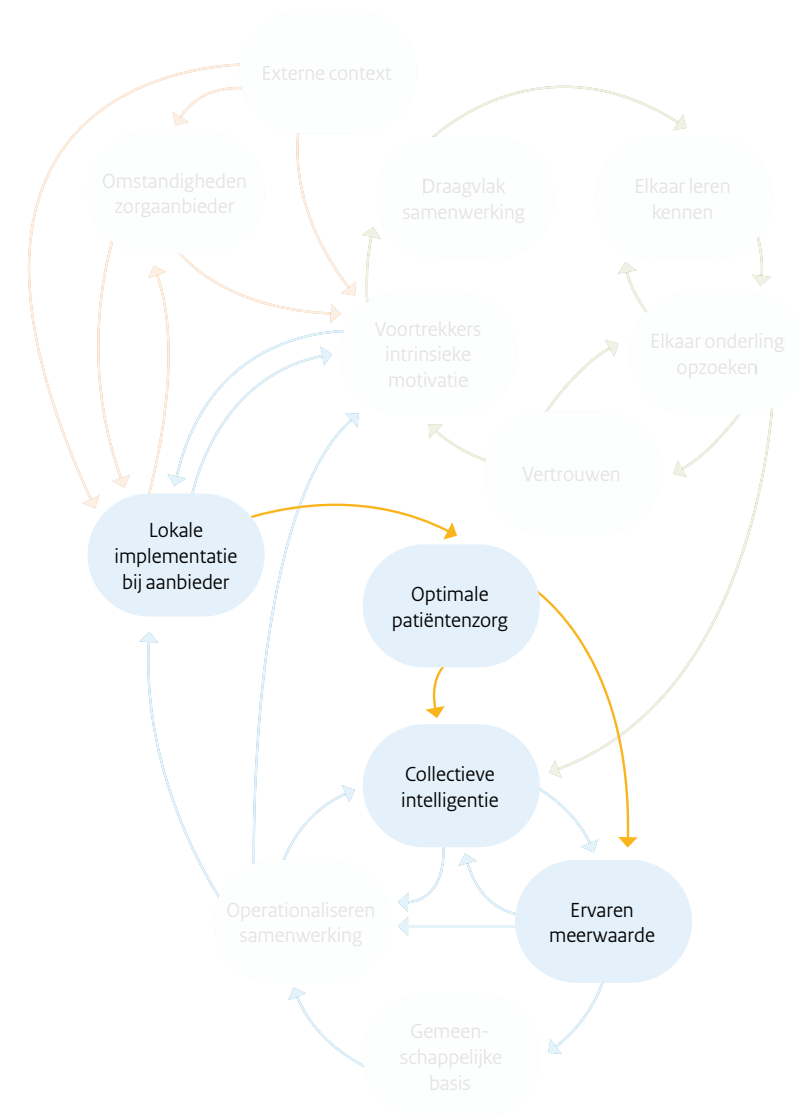 Externe context
Omstandigheden
zorgaanbieder
Draagvlak
samenwerking
Elkaar leren
kennen
Voortrekkers
intrinsieke
motivatie
Elkaar onderling
opzoeken
Vertrouwen
Lokale
implementatie
bij aanbieder
Optimale
patiëntenzorg
Collectieve
intelligentie
Operationaliseren
samenwerking
Ervaren
meerwaarde
Gemeen-
schappelijke
basis